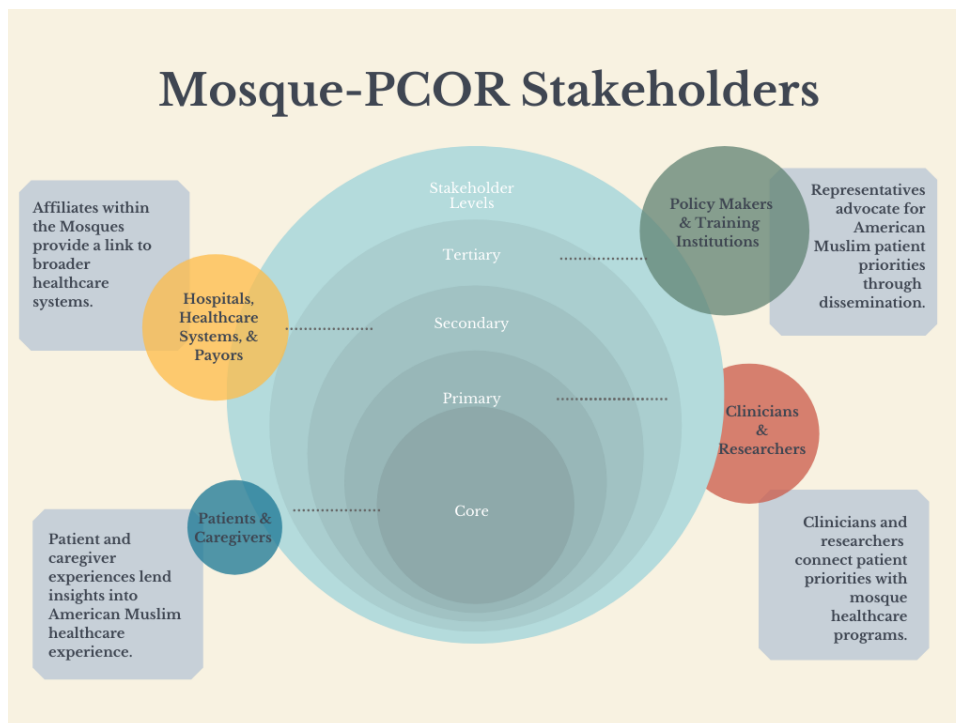 Mosque-PCOR Stakeholders
Stakeholder
Levels
Tertiary
Secondary
Primary
Core
Affiliates within
the Mosques
provide a link to
broader
healthcare
systems.
Hospitals,
Healthcare
Systems, &
Payors
Policy Makers
& Training
Institutions
Representatives
advocate for
American
Muslim patient
priorities
through
dissemination.
Patients &
Caregivers
Patient and
caregiver
experiences lend
insights into
American Muslim
healthcare
experience.
Clinicians
&
Researchers
Clinicians and
researchers
connect patient
priorities with
mosque
healthcare
programs.